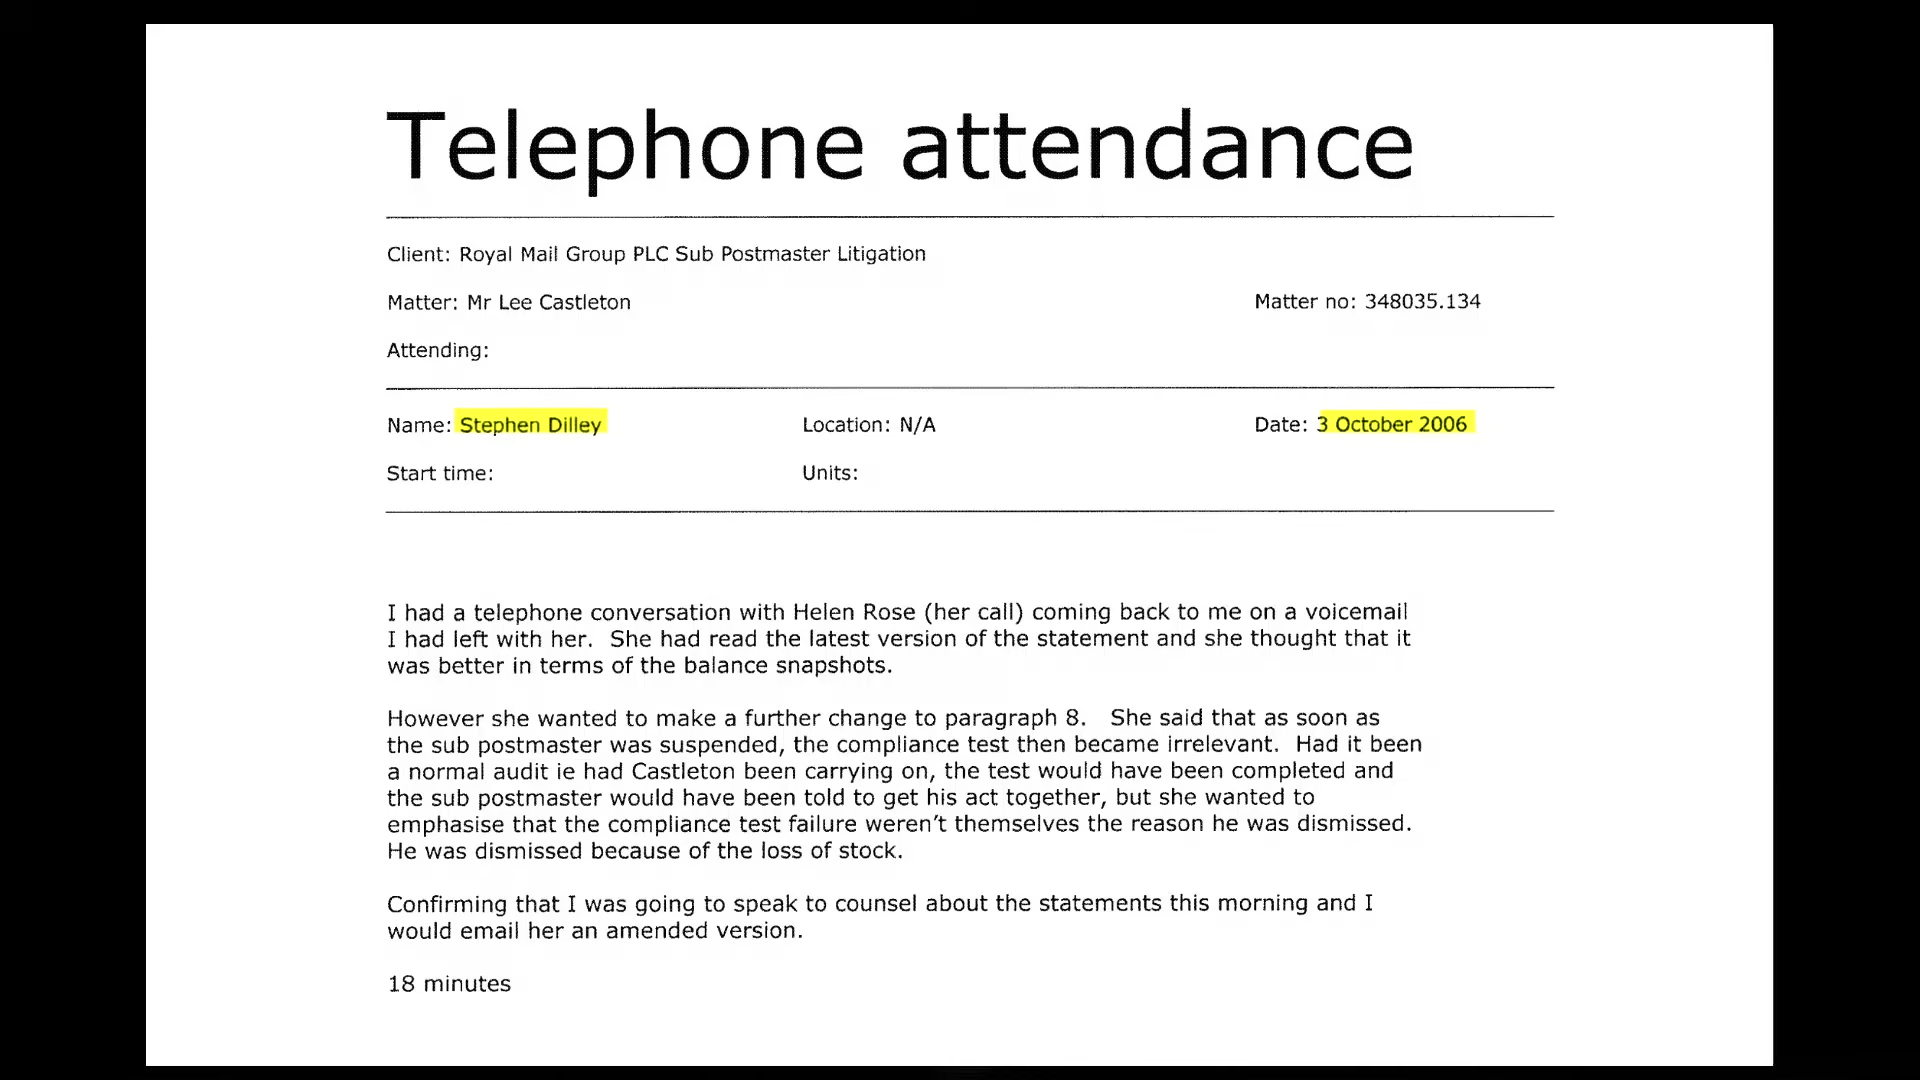 Telephone attendance
Client: Royal Mail Group PLC Sub Postmaster Litigation
Matter: Mr Lee Castleton Matter no: 348035.134
Attending:
Name: Stephen Dilley Location: N/A Date: 3 October 2006
Start time: Units:
I had a telephone conversation with Helen Rose (her call) coming back to me on a voicemail
I had left with her. She had read the latest version of the statement and she thought that it
was better in terms of the balance snapshots.
However she wanted to make a further change to paragraph 8. She said that as soon as
the sub postmaster was suspended, the compliance test then became irrelevant. Had it been
a normal audit ie had Castleton been carrying on, the test would have been completed and
the sub postmaster would have been told to get his act together, but she wanted to
emphasise that the compliance test failure weren't themselves the reason he was dismissed.
He was dismissed because of the loss of stock.
Confirming that I was going to speak to counsel about the statements this morning and I
would email her an amended version.
18 minutes